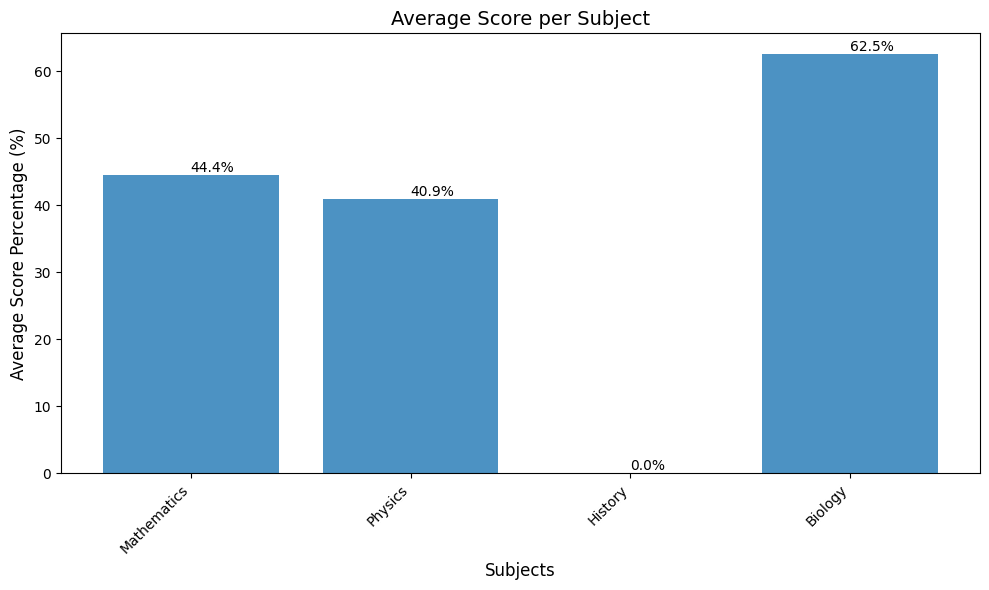 Average Score per Subject
Average Score Percentage (%)
60
50
40
30
20
10
0
44.4%
40.9%
0.0%
62.5%
Mathematics
Physics
History
Biology
Subjects